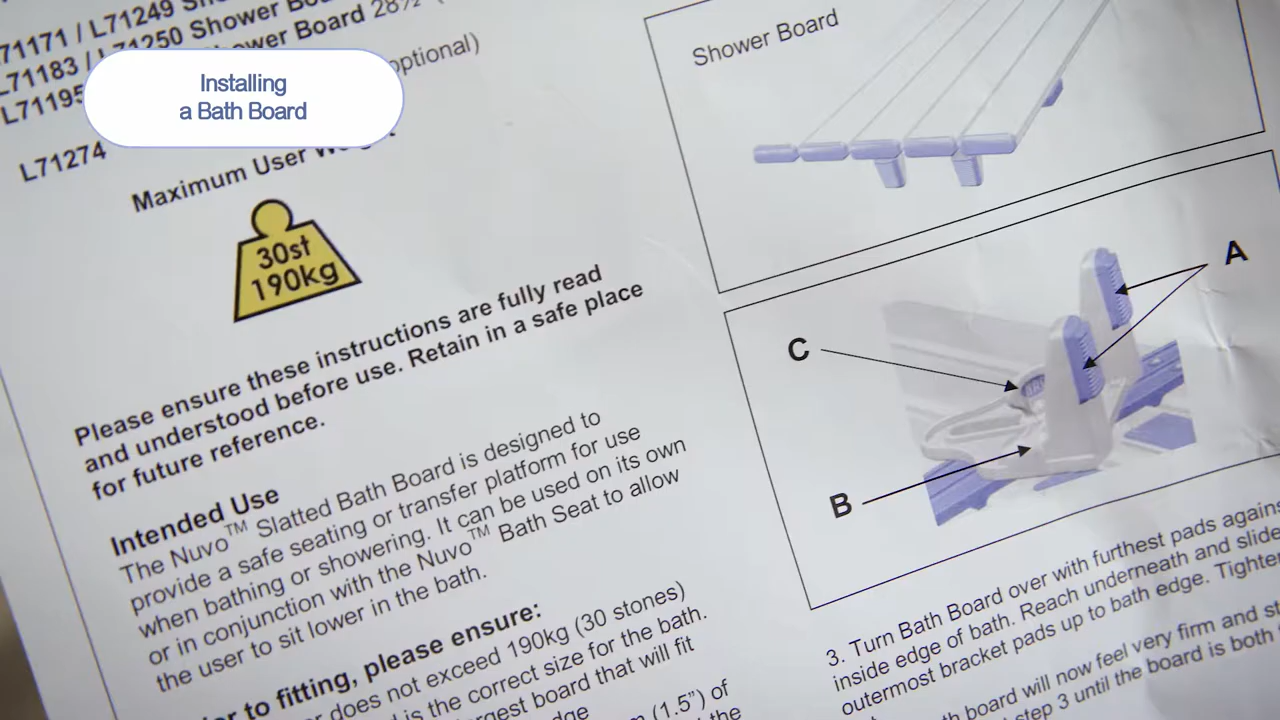 71171 / L71249
L71183 / L71250 Shower
L71195 Shower Board 28½
optional)
L71274
Installing
a Bath Board
Maximum User
30st
190kg
Please ensure these instructions are fully read
and understood before use. Retain in a safe place
for future reference.
Intended Use
The Nuvo™ Slatted Bath Board is designed to
provide a safe seating or transfer platform for use
when bathing or showering. It can be used on its own
or in conjunction with the Nuvo™ Bath Seat to allow
the user to sit lower in the bath.
to fitting, please ensure:
does not exceed 190kg (30 stones)
is the correct size for the bath.
board that will fit
(1.5") of
the
Shower Board
A
C
B
3. Turn Bath Board over with furthest pads
inside edge of bath. Reach underneath and slide
outermost bracket pads up to bath edge.
board will now feel very firm and
step 3 until the board is both